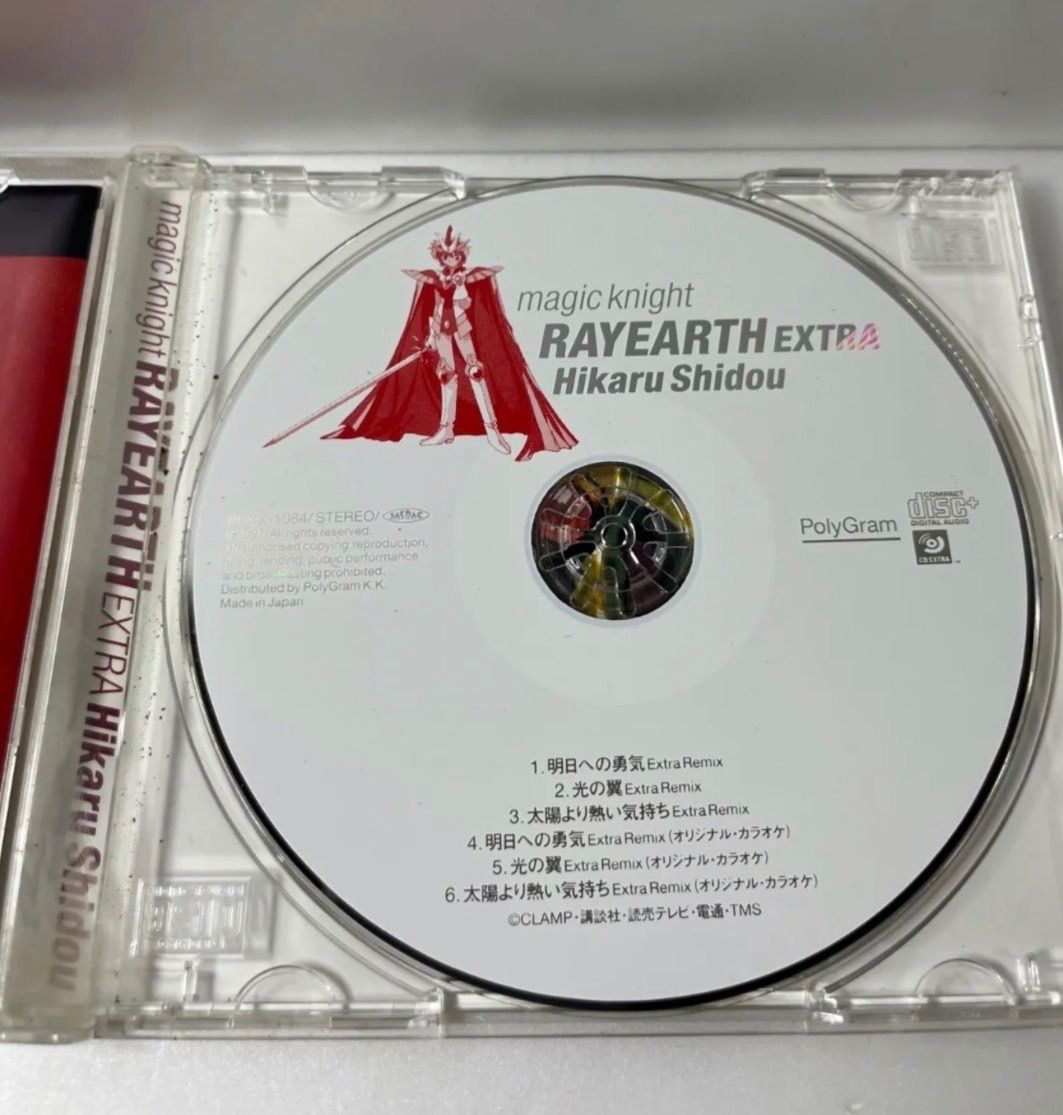 magic knight RAYEARTH EXTRA Hikaru Shidou
magic knight
RAYEARTH EXTRA
Hikaru Shidou
1084/STEREO/ JASRAC
All rights reserved.
Unauthorised copying, reproduction,
hiring, lending, public performance
and broadcasting prohibited.
Distributed by PolyGram K.K.
Made in Japan.
PolyGram
COMPACT
disc+
DIGITAL AUDIO
CD EXTRA
TM
1.明日への勇気 Extra Remix
2.光の翼 Extra Remix
3.太陽より熱い気持ち Extra Remix
4.明日への勇気 Extra Remix (オリジナル・カラオケ)
5.光の翼 Extra Remix (オリジナル・カラオケ)
6.太陽より熱い気持ち Extra Remix (オリジナル・カラオケ)
©CLAMP・講談社・読売テレビ・電通・TMS